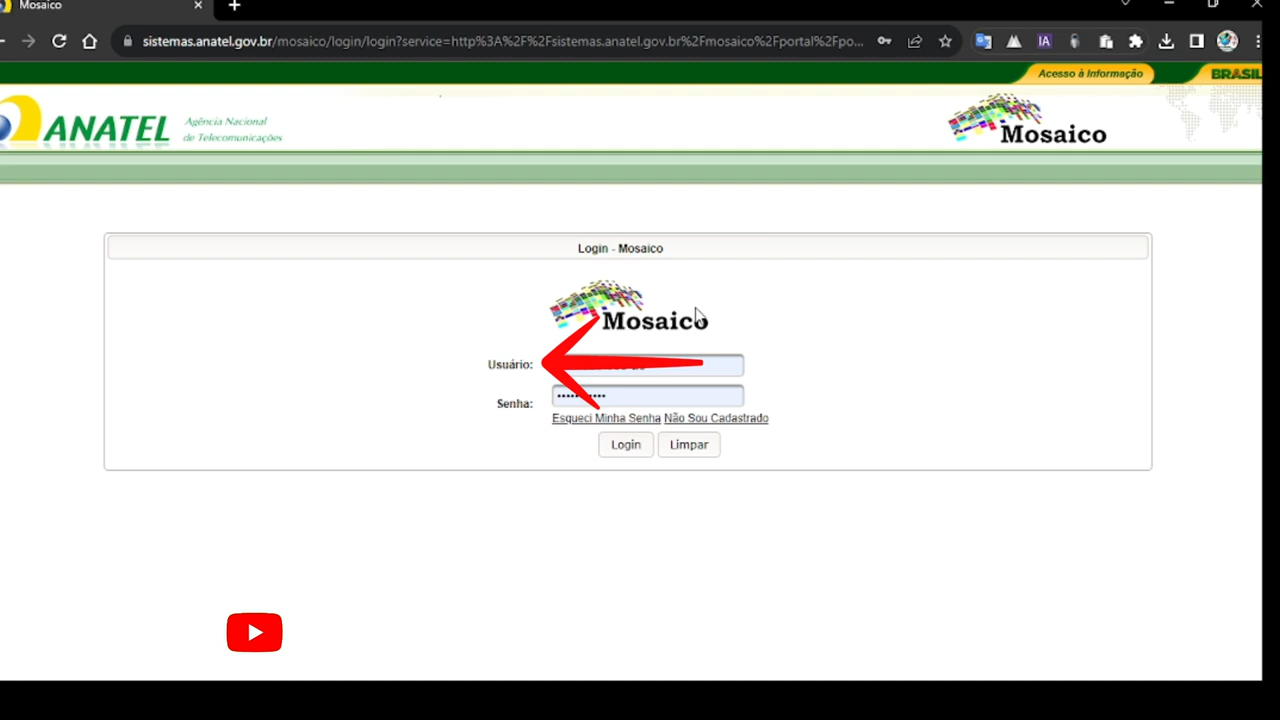 Mosaico
sistemas.anatel.gov.br/mosaico/login/login?service=http%3A%2F%2Fsistemas.anatel.gov.br%2Fmosaico%2Fportal%2Fpo...
IA
Acesso à Informação
BRASIL
ANATEL
Agência Nacional
de Telecomunicações
Mosaico
Login - Mosaico
Mosaico
Usuário:
Senha:
Esqueci Minha Senha Não Sou Cadastrado
Login Limpar